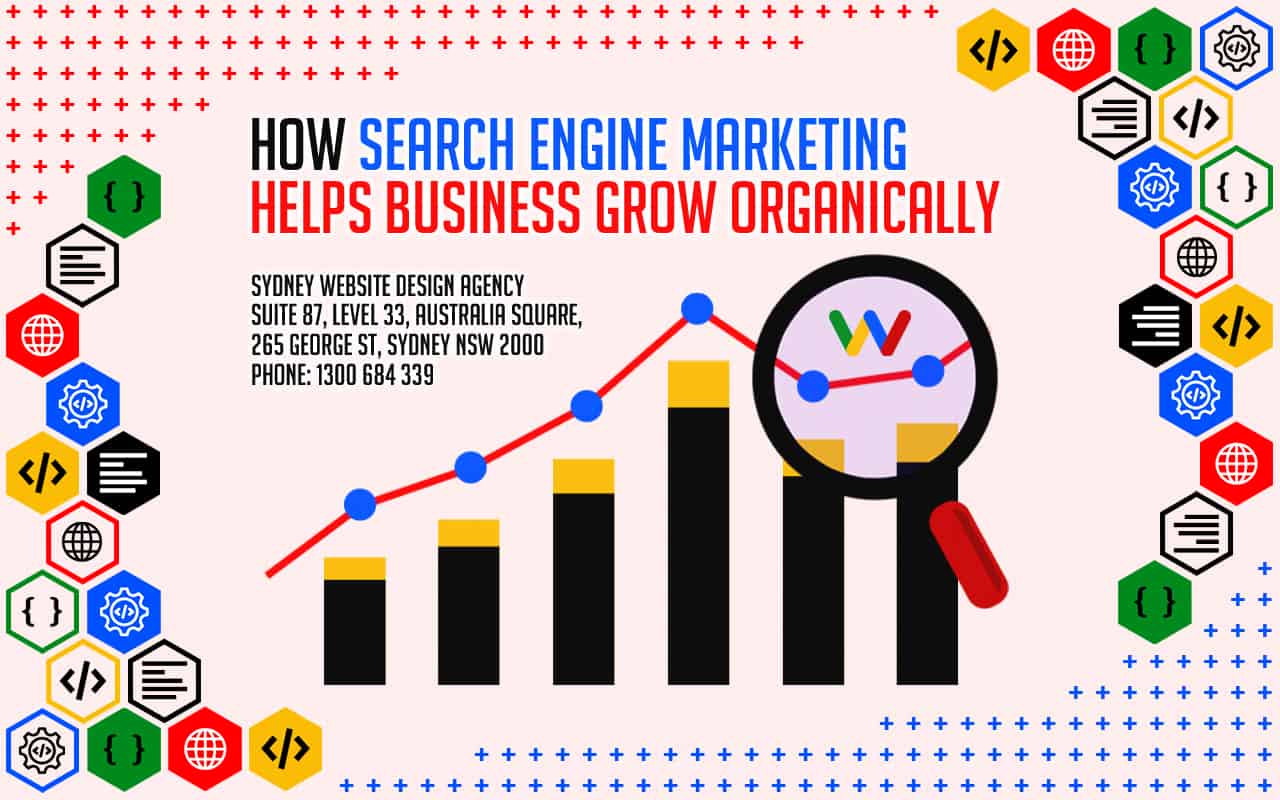 HOW SEARCH ENGINE MARKETING
HELPS BUSINESS GROW ORGANICALLY
SYDNEY WEBSITE DESIGN AGENCY
SUITE 87, LEVEL 33, AUSTRALIA SQUARE,
265 GEORGE ST, SYDNEY NSW 2000
PHONE: 1300 684 339